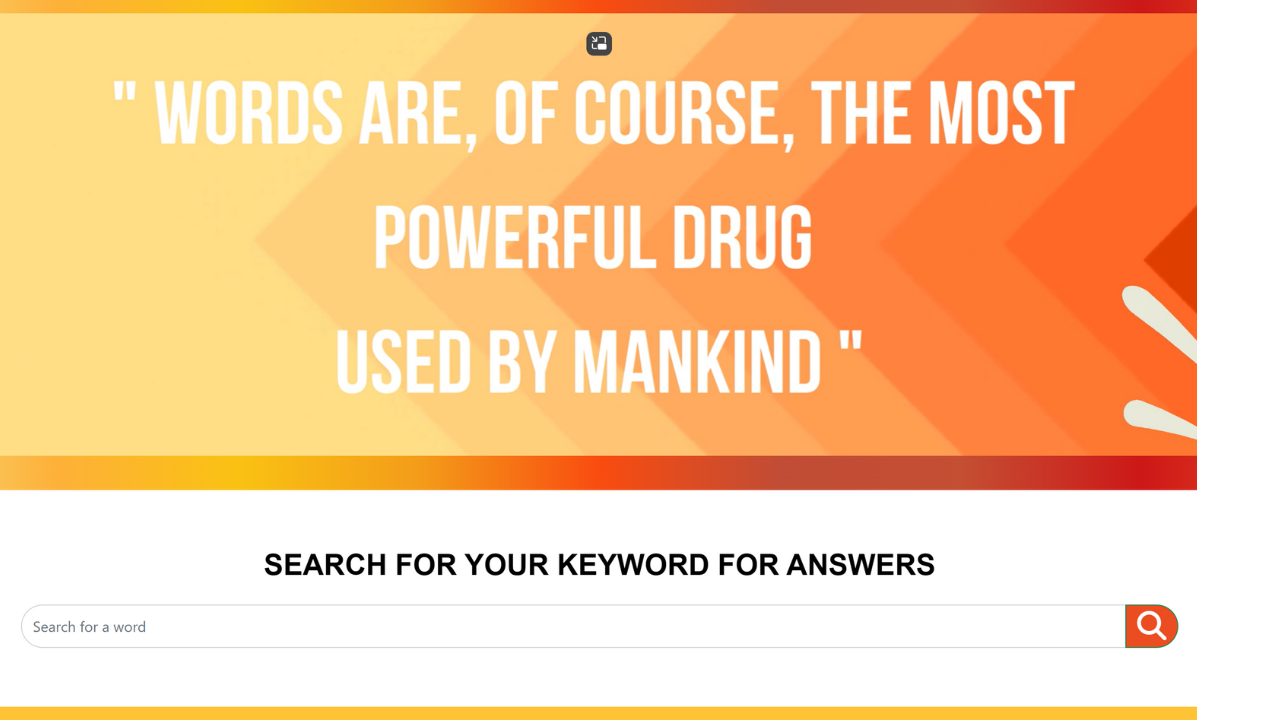 " WORDS ARE, OF COURSE, THE MOST
POWERFUL DRUG
USED BY MANKIND "
SEARCH FOR YOUR KEYWORD FOR ANSWERS
Search for a word